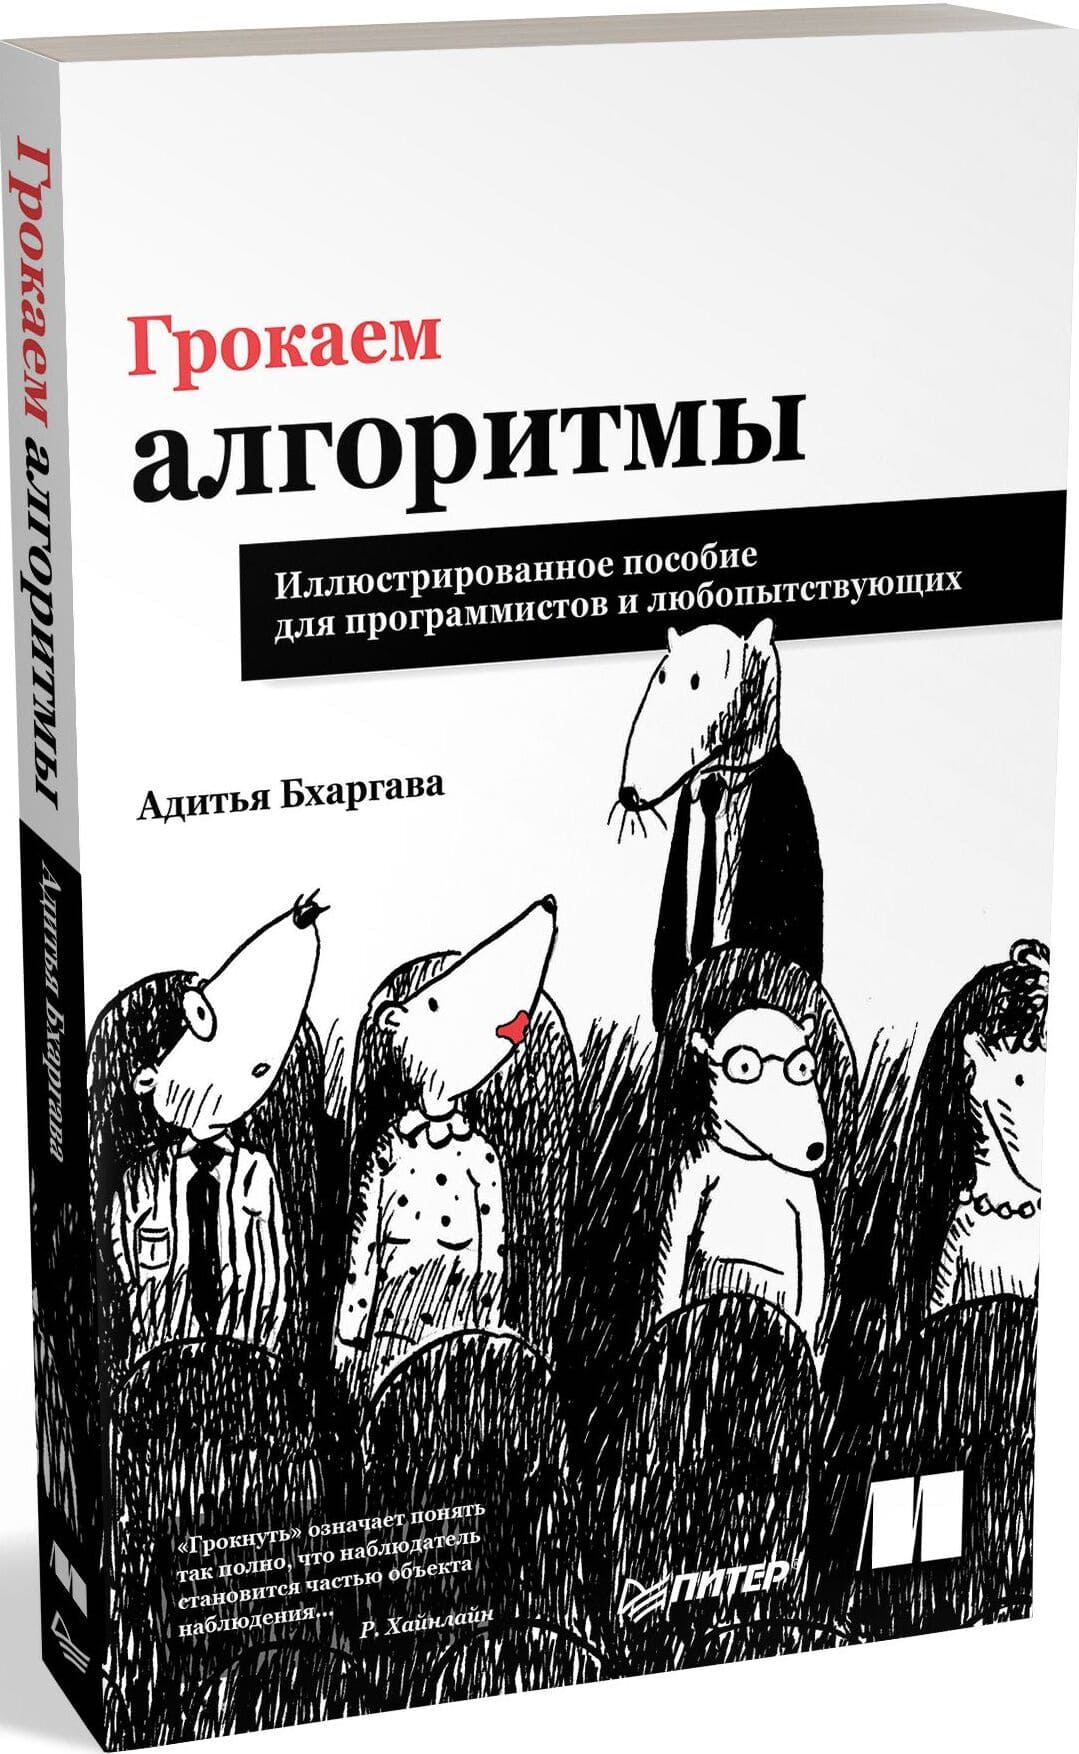 Грокаем
алгоритмы
Иллюстрированное пособие
для программистов и любопытствующих
Адитья Бхаргава
«Грокнуть» означает понять
так полно, что наблюдатель
становится частью объекта
наблюдения...
Р. Хайнлайн
ПИТЕР®
Грокаем алгоритмы
Адитья Бхаргава